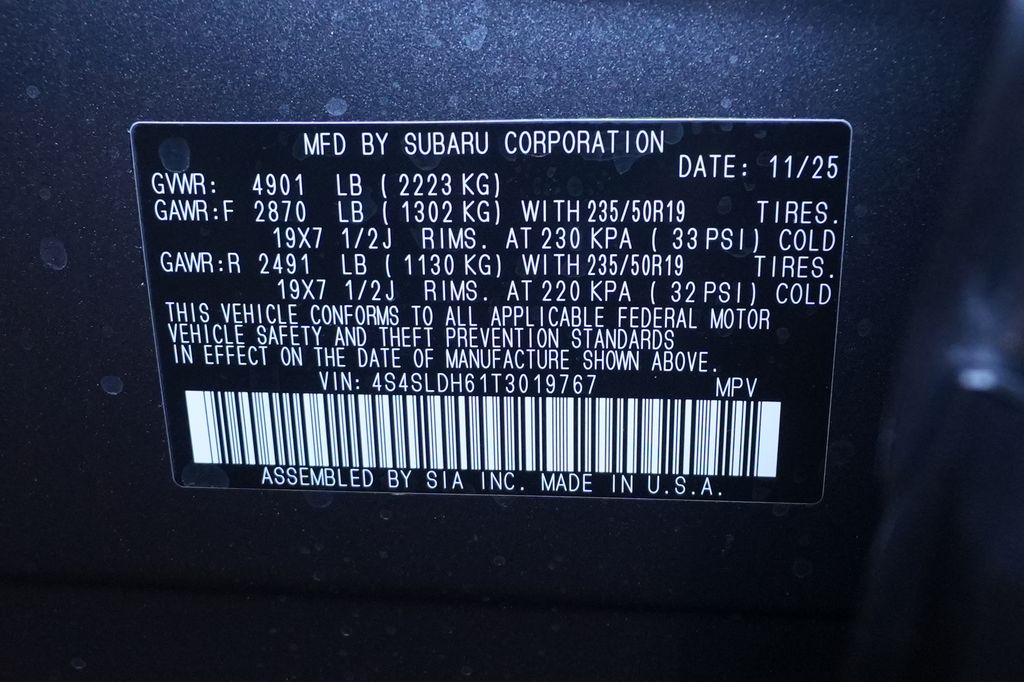 MFD BY SUBARU CORPORATION
DATE: 11/25
GVWR: 4901 LB ( 2223 KG)
GAWR:F 2870 LB ( 1302 KG) WITH 235/50R19 TIRES.
19X7 1/2J RIMS. AT 230 KPA ( 33 PSI) COLD
GAWR:R 2491 LB ( 1130 KG) WITH 235/50R19 TIRES.
19X7 1/2J RIMS. AT 220 KPA ( 32 PSI) COLD
THIS VEHICLE CONFORMS TO ALL APPLICABLE FEDERAL MOTOR
VEHICLE SAFETY AND THEFT PREVENTION STANDARDS
IN EFFECT ON THE DATE OF MANUFACTURE SHOWN ABOVE.
VIN: 4S4SLDH61T3019767 MPV
ASSEMBLED BY SIA INC. MADE IN U.S.A.